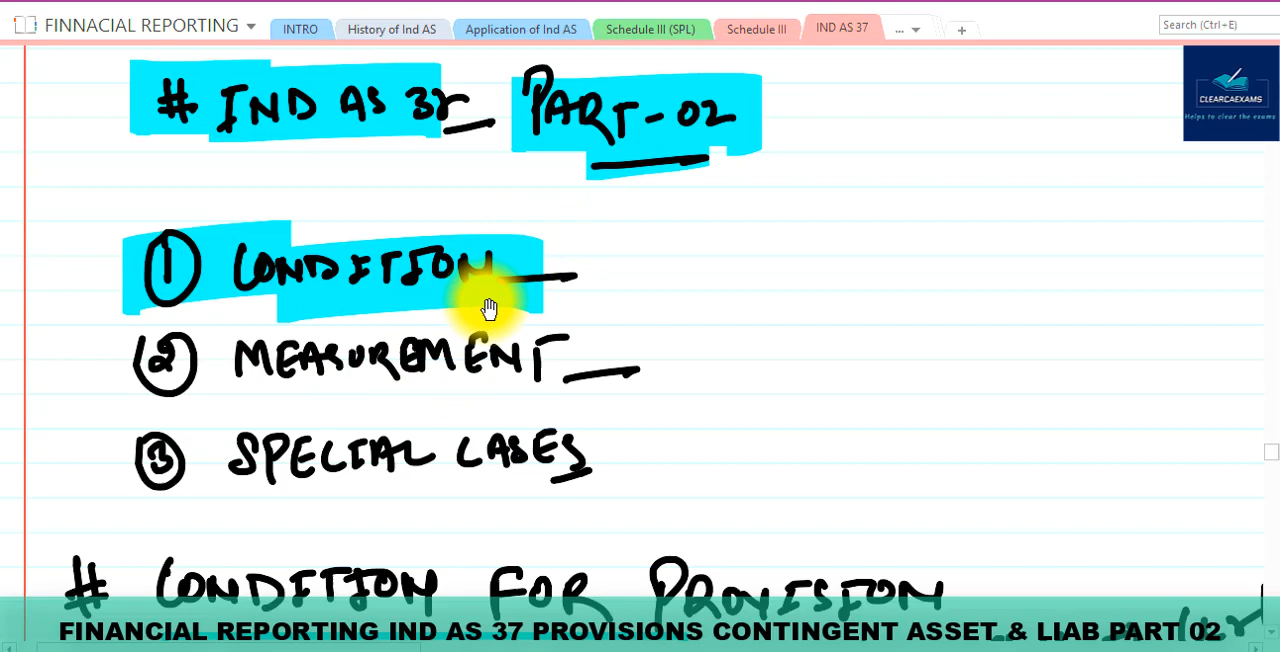 FINNACIAL REPORTING
INTRO
History of Ind AS
Application of Ind AS
Schedule III (SPL)
Schedule III
IND AS 37
...
+
Search (Ctrl+E)
CLEARCAEXAMS
Helps to clear the exams
# IND AS 37 PART-02
① CONDITION
② MEASUREMENT
③ SPECIAL CASES
# CONDITION FOR PROVISION
FINANCIAL REPORTING IND AS 37 PROVISIONS CONTINGENT ASSET & LIAB PART 02